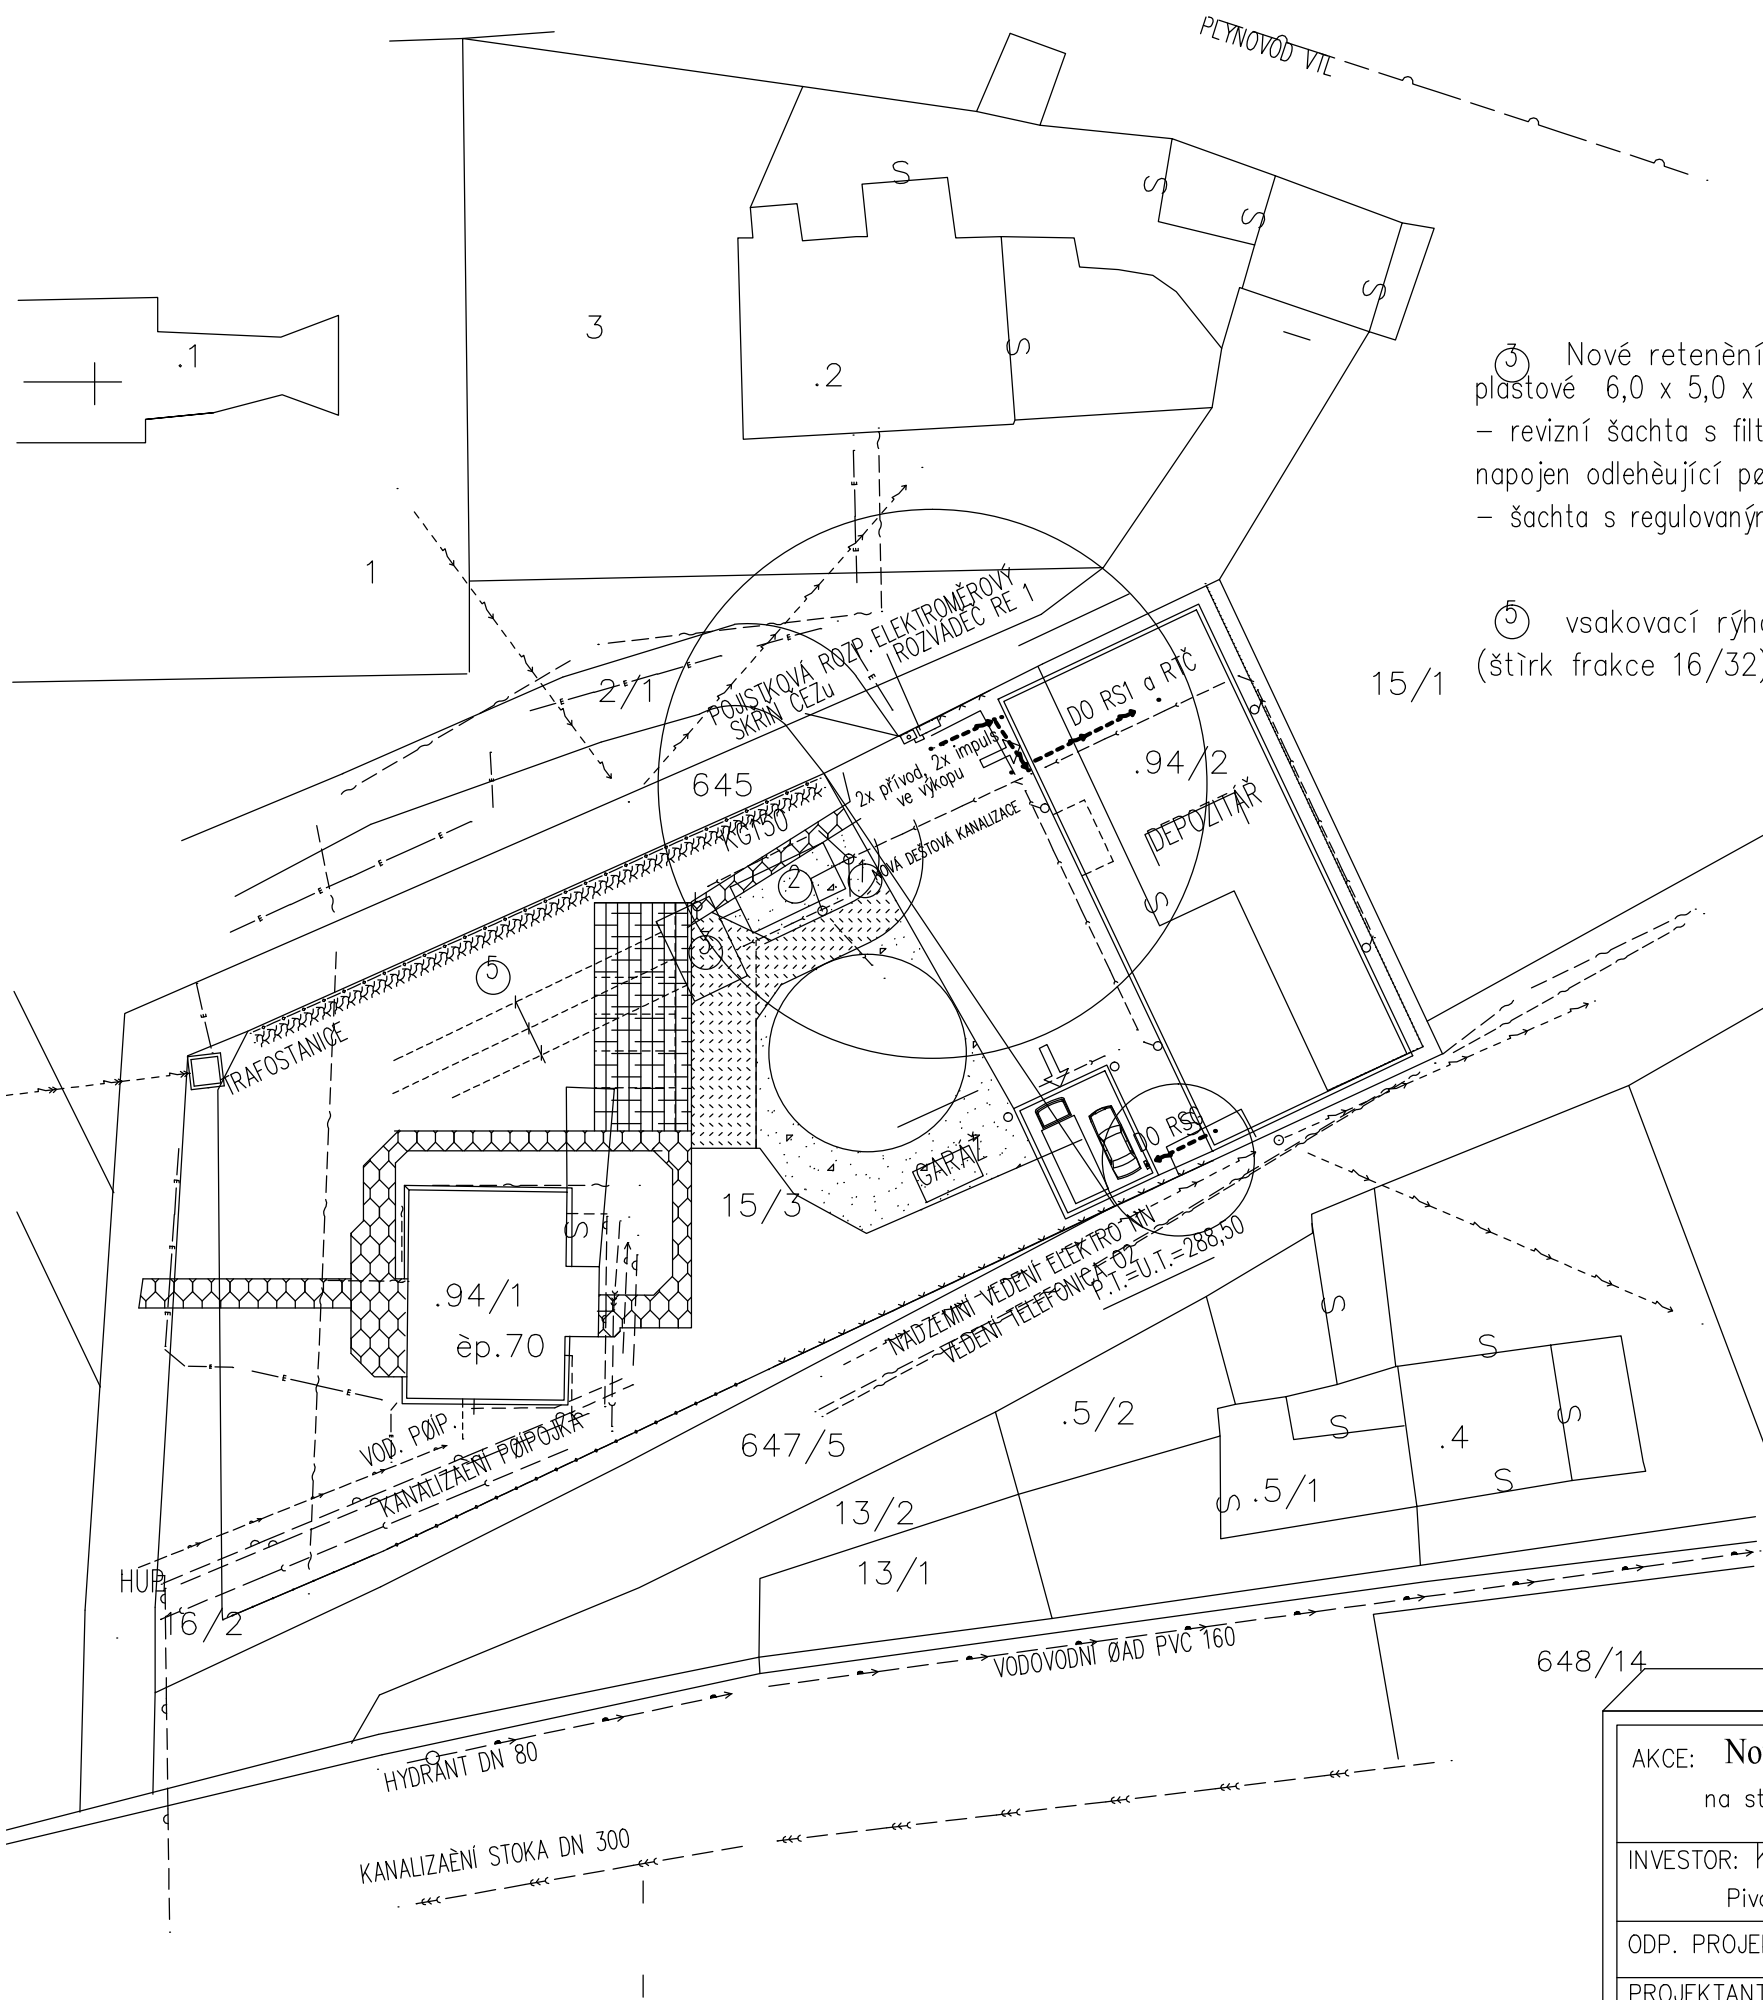 PLYNOVOD VTL
S
S
S
S
S
.1
3
.2
1
3 Nové retenèní
plastové 6,0 x 5,0 x
– revizní šachta s filt
napojen odlehèující pø
– šachta s regulovaným
5 vsakovací rýho
(štìrk frakce 16/32)
15/1
2/1
POJISTKOVÁ ROZP.
SKŘÍŇ ČEZu
ELEKTROMĚROVÝ
ROZVADĚČ RE 1
645
KG150
2x přívod, 2x impuls
ve výkopu
DO RS1 a RTČ
.94/2
DEPOZITÁŘ
S
NOVÁ DEŠŤOVÁ KANALIZACE
1
2
3
5
TRAFOSTANICE
GARÁŽ
15/3
DO RSG
NADZEMNÍ VEDENÍ ELEKTRO NN
VEDENÍ TELEFONICA O2
P.T.=U.T.=288,50
S
.94/1
èp.70
VOD. PØÍP.
KANALIZAÈNÍ PØÍPOJKA
HUP
16/2
647/5
.5/2
S
S
S
S
S
S
.4
.5/1
13/2
13/1
VODOVODNÍ ØAD PVC 160
HYDRANT DN 80
KANALIZAÈNÍ STOKA DN 300
648/14
AKCE: No
na st
INVESTOR: K
Pivo
ODP. PROJE
PROJEKTANT